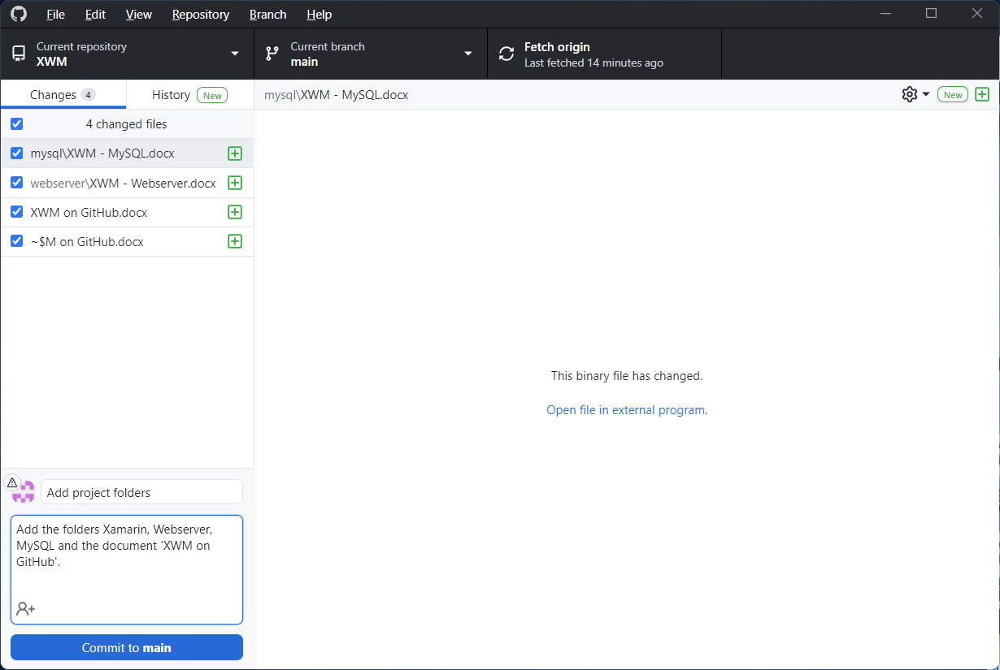 File Edit View Repository Branch Help
Current repository
XWM
Current branch
main
Fetch origin
Last fetched 14 minutes ago
Changes 4
History New
mysql\XWM - MySQL.docx
New
4 changed files
mysql\XWM - MySQL.docx
webserver\XWM - Webserver.docx
XWM on GitHub.docx
~$M on GitHub.docx
This binary file has changed.
Open file in external program.
Add project folders
Add the folders Xamarin, Webserver,
MySQL and the document 'XWM on
GitHub'.
Commit to main